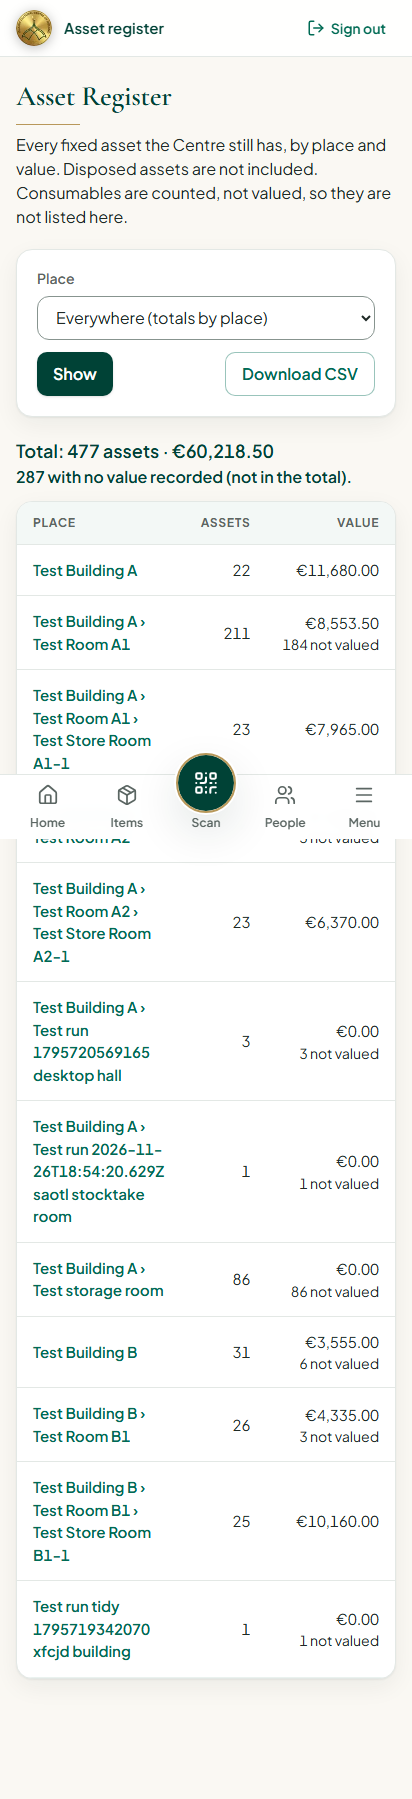 Asset register
Sign out
Asset Register
Every fixed asset the Centre still has, by place and
value. Disposed assets are not included.
Consumables are counted, not valued, so they are
not listed here.
Place
Everywhere (totals by place)
Show
Download CSV
Total: 477 assets · €60,218.50
287 with no value recorded (not in the total).
PLACE ASSETS VALUE
Test Building A 22 €11,680.00
Test Building A ›
Test Room A1
211
€8,553.50
184 not valued
Test Building A ›
Test Room A1 ›
Test Store Room
A1-1
23
€7,965.00
Home
Items
Scan
People
Menu
Test Room A2
not valued
Test Building A ›
Test Room A2 ›
Test Store Room
A2-1
23
€6,370.00
Test Building A ›
Test run
1795720569165
desktop hall
3
€0.00
3 not valued
Test Building A ›
Test run 2026-11-
26T18:54:20.629Z
saotl stocktake
room
1
€0.00
1 not valued
Test Building A ›
Test storage room
86
€0.00
86 not valued
Test Building B
31
€3,555.00
6 not valued
Test Building B ›
Test Room B1
26
€4,335.00
3 not valued
Test Building B ›
Test Room B1 ›
Test Store Room
B1-1
25
€10,160.00
Test run tidy
1795719342070
xfcjd building
1
€0.00
1 not valued